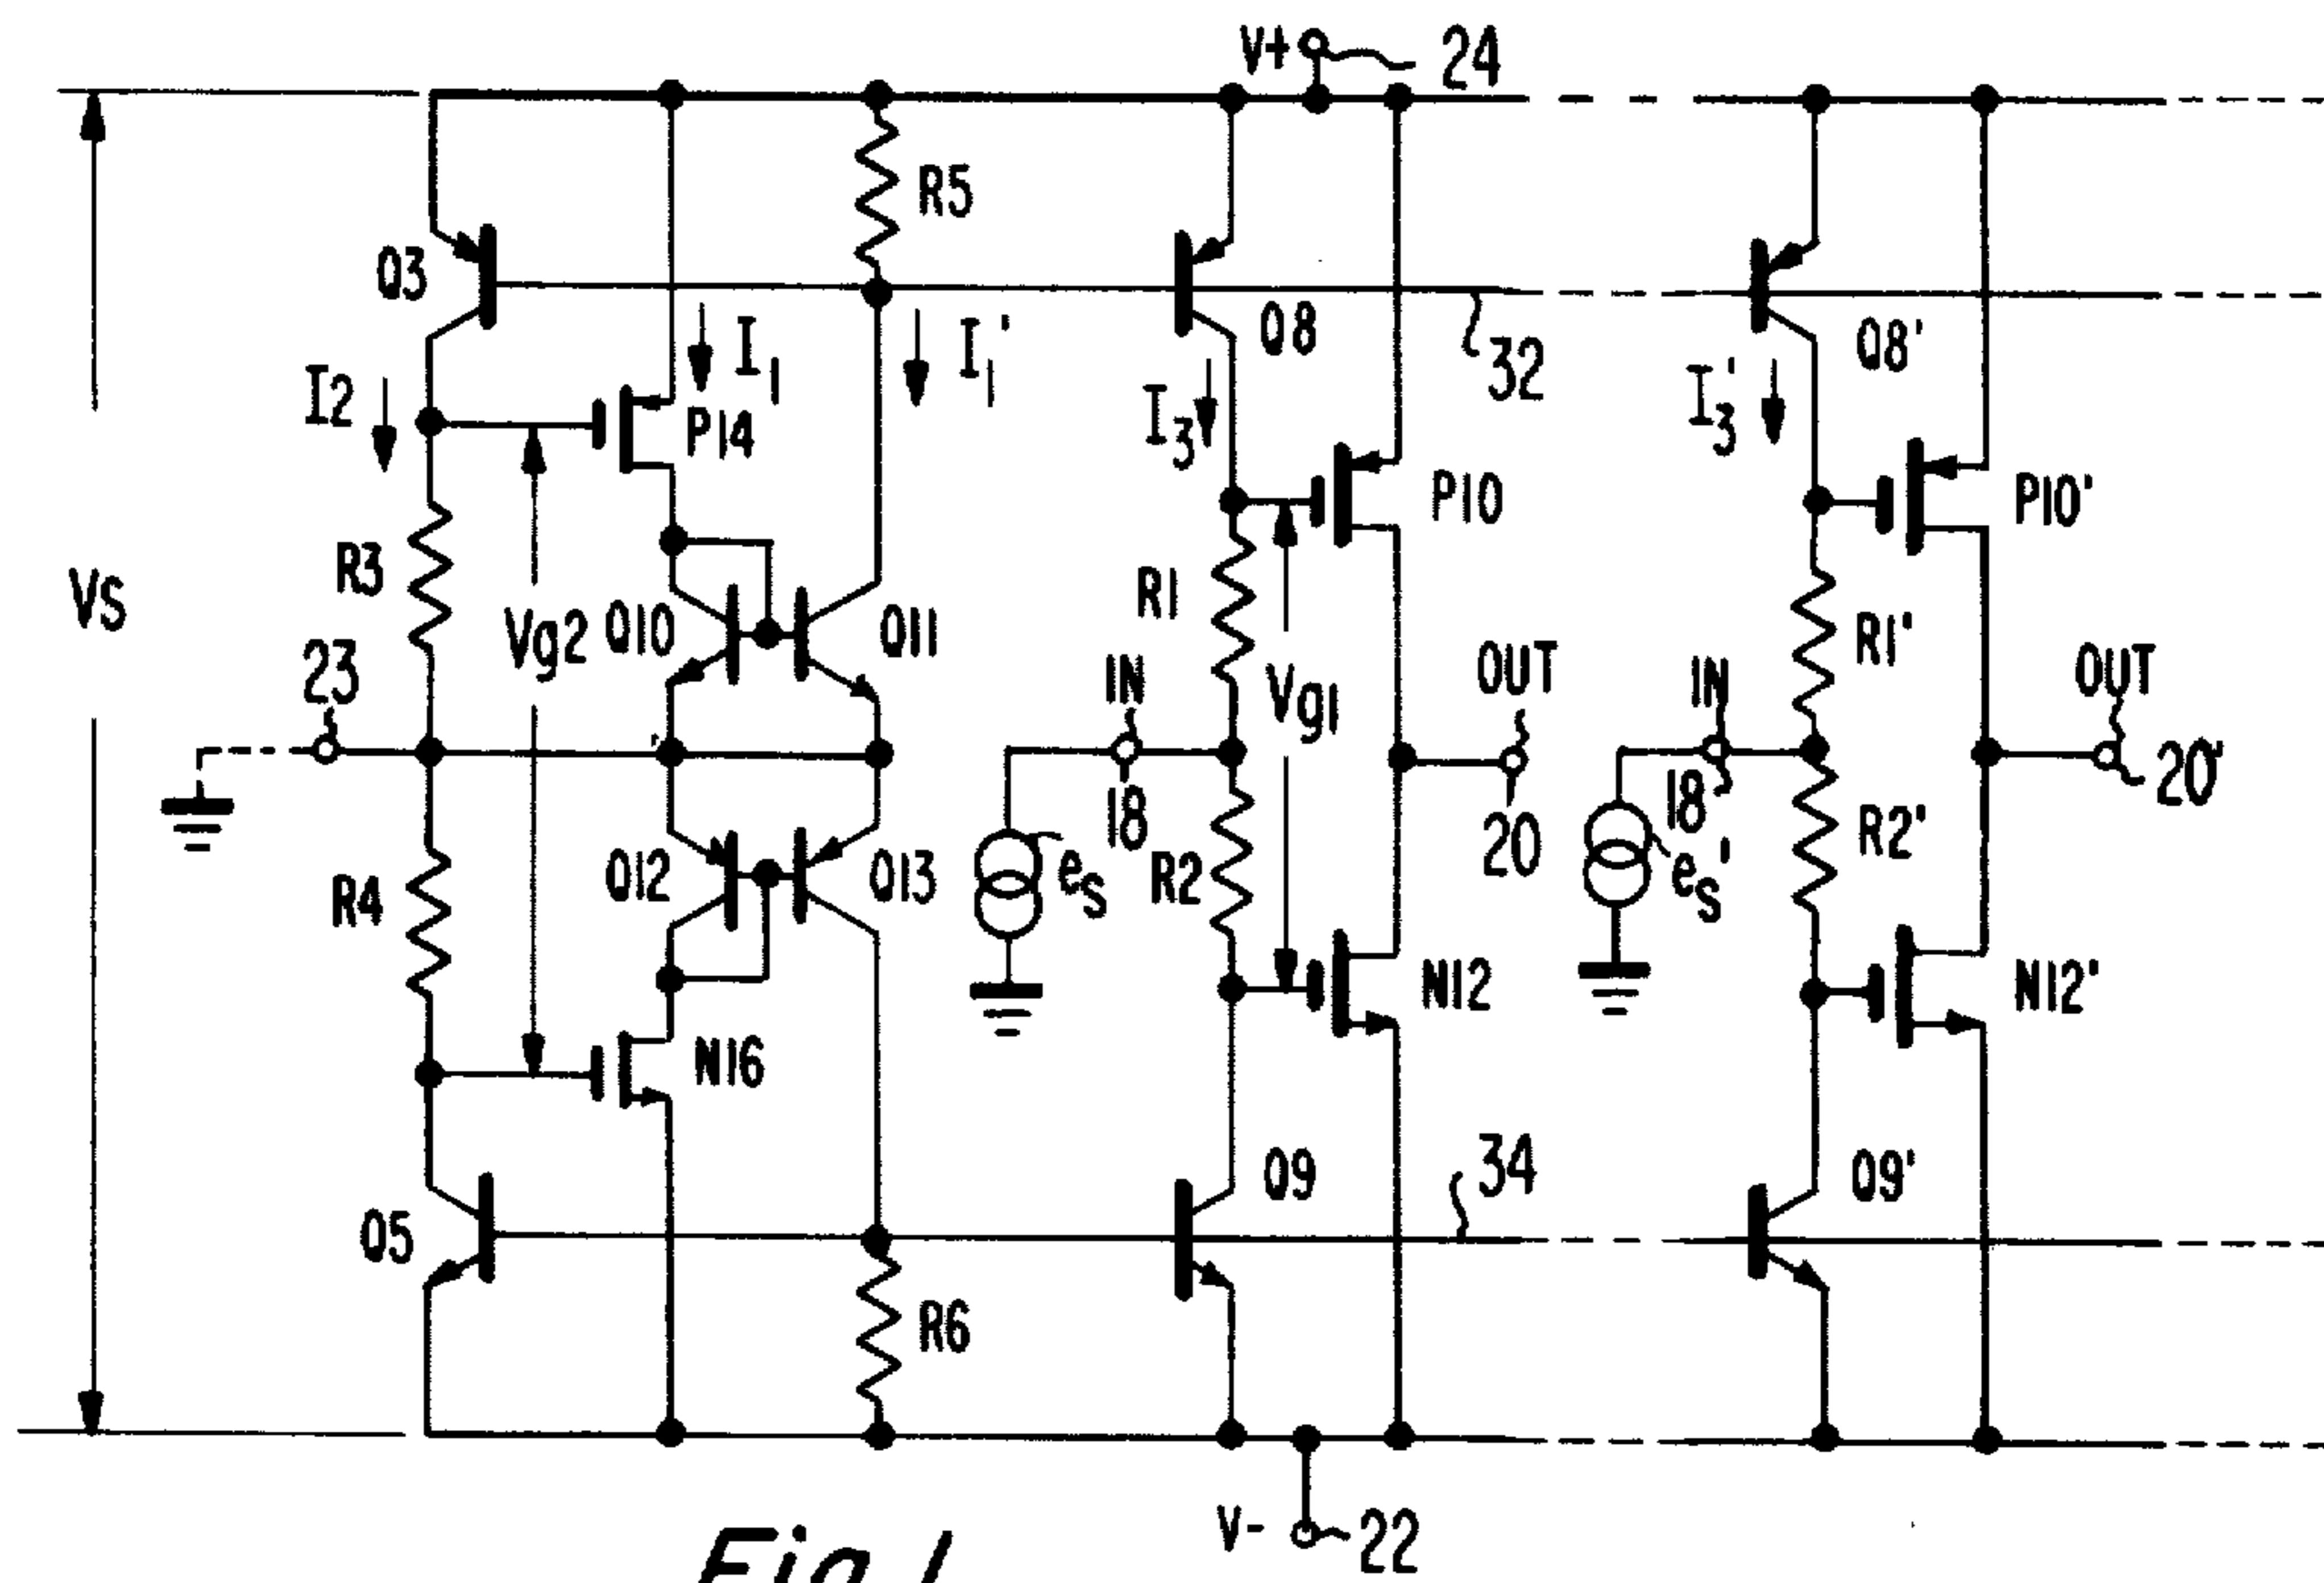 V+ 24
R5
Q3
Q8
Q8'
I1
I1'
32
I2
P14
I3
I3'
P10
P10'
R3
R1
R1'
VS
Vg2
Q10
Q11
Vg1
23
IN
OUT
IN
OUT
18
20
18'
20'
R4
Q12
Q13
es
R2
es'
R2'
N16
N12
N12'
Q5
Q9
34
Q9'
R6
V- 22
Fig. 1